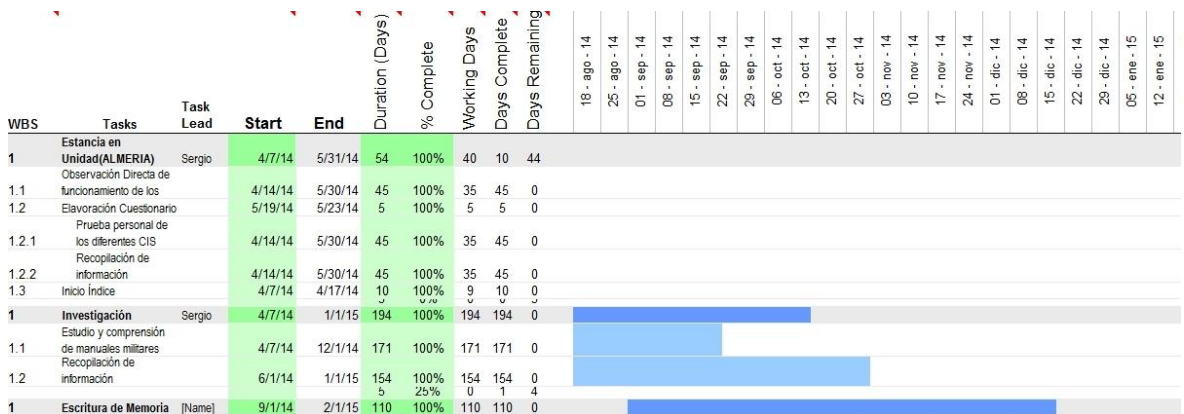 WBS Tasks Task Lead Start End Duration (Days) % Complete Working Days Days Complete Days Remaining 18 - ago - 14 25 - ago - 14 01 - sep - 14 08 - sep - 14 15 - sep - 14 22 - sep - 14 29 - sep - 14 06 - oct - 14 13 - oct - 14 20 - oct - 14 27 - oct - 14 03 - nov - 14 10 - nov - 14 17 - nov - 14 24 - nov - 14 01 - dic - 14 08 - dic - 14 15 - dic - 14 22 - dic - 14 29 - dic - 14 05 - ene - 15 12 - ene - 15
Estancia en
1 Unidad(ALMERIA) Sergio 4/7/14 5/31/14 54 100% 40 10 44
Observación Directa de
1.1 funcionamiento de los 4/14/14 5/30/14 45 100% 35 45 0
1.2 Elavoración Cuestionario 5/19/14 5/23/14 5 100% 5 5 0
Prueba personal de
1.2.1 los diferentes CIS 4/14/14 5/30/14 45 100% 35 45 0
Recopilación de
1.2.2 información 4/14/14 5/30/14 45 100% 35 45 0
1.3 Inicio Índice 4/7/14 4/17/14 10 100% 9 10 0
1 Investigación Sergio 4/7/14 1/1/15 194 100% 194 194 0
Estudio y comprensión
1.1 de manuales militares 4/7/14 12/1/14 171 100% 171 171 0
Recopilación de
1.2 información 6/1/14 1/1/15 154 100% 154 154 0
5 25% 0 1 4
1 Escritura de Memoria [Name] 9/1/14 2/1/15 110 100% 110 110 0